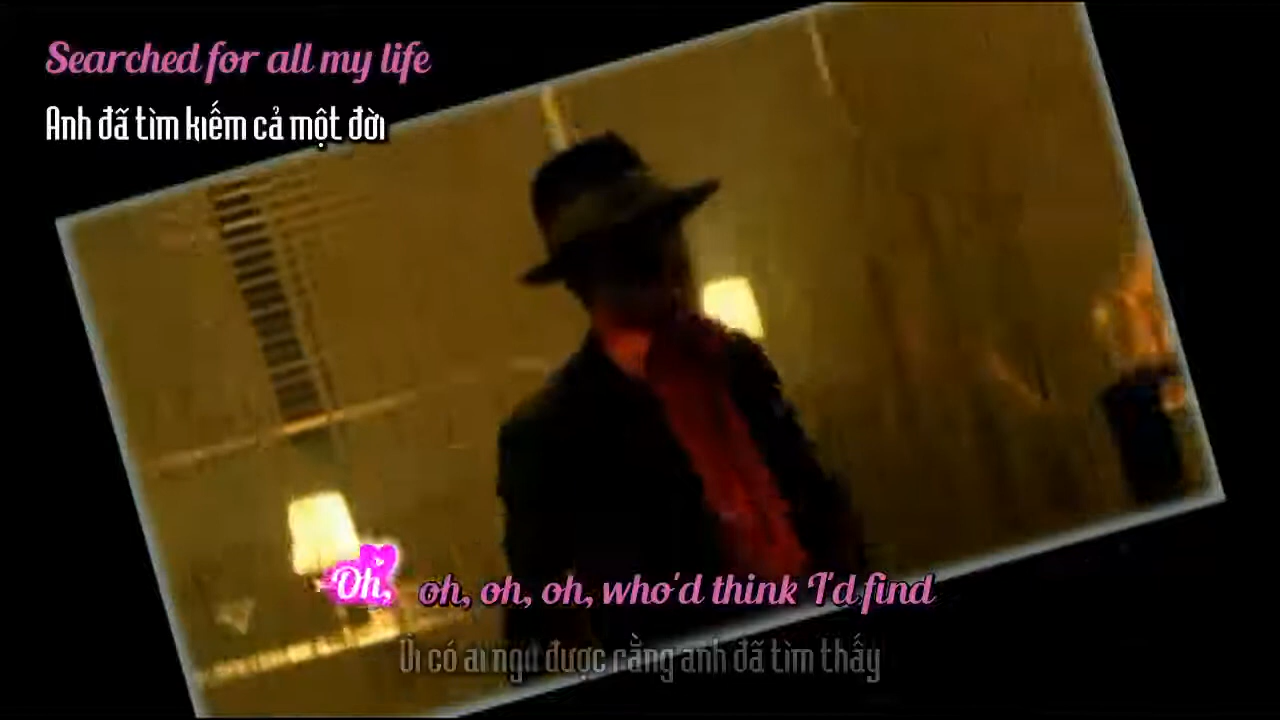 Searched for all my life
Anh đã tìm kiếm cả một đời
Oh, oh, oh, oh, who'd think I'd find
Ôi có ai ngờ được rằng anh đã tìm thấy